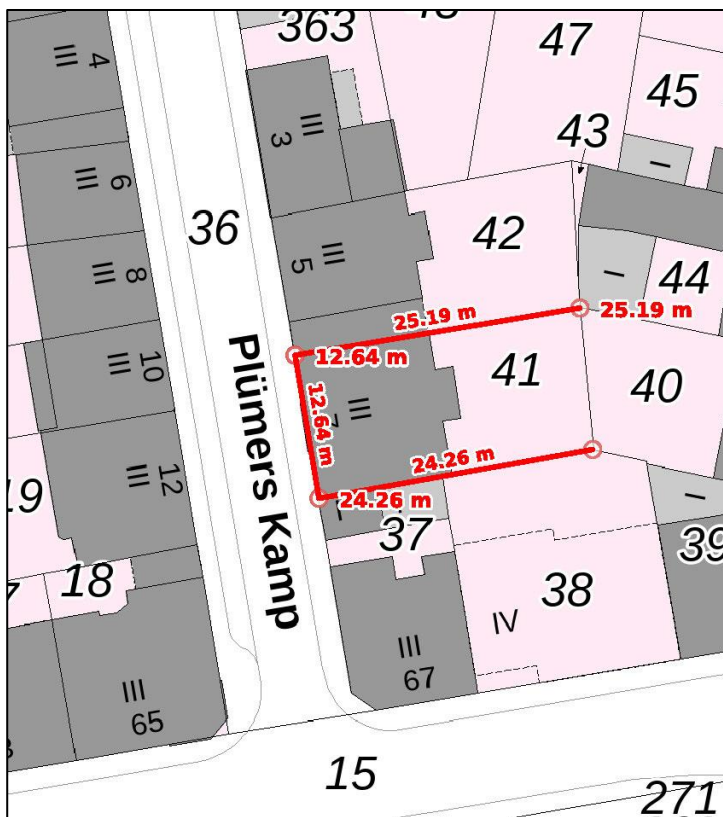 363
47
45
43
III
4
III
3
III
6
36
42
III
5
III
8
I
I
44
25.19 m
25.19 m
12.64 m
III
10
Plümers Kamp
12.64 m
III
7
41
40
24.26 m
24.26 m
III
12
19
I
37
39
18
38
IV
III
67
III
65
15
271